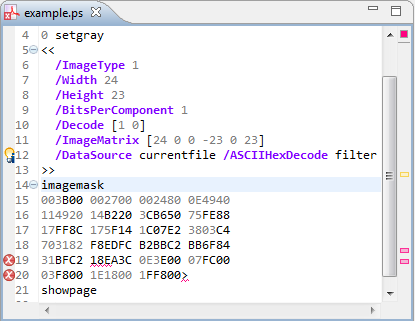 example.ps
4 0 setgray
5 <<
6 /ImageType 1
7 /Width 24
8 /Height 23
9 /BitsPerComponent 1
10 /Decode [1 0]
11 /ImageMatrix [24 0 0 -23 0 23]
12 /DataSource currentfile /ASCIIHexDecode filter
13 >>
14 imagemask
15 003B00 002700 002480 0E4940
16 114920 14B220 3CB650 75FE88
17 17FF8C 175F14 1C07E2 3803C4
18 703182 F8EDFC B2BBC2 BB6F84
19 31BFC2 18EA3C 0E3E00 07FC00
20 03F800 1E1800 1FF800>
21 showpage